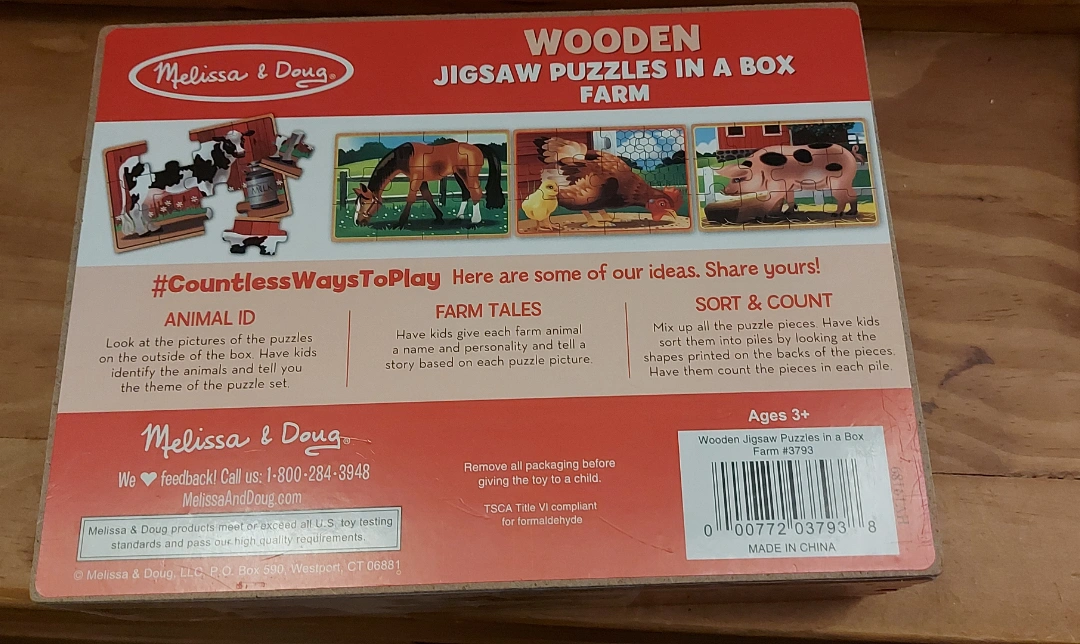 Melissa & Doug®
WOODEN
JIGSAW PUZZLES IN A BOX
FARM
MILK
#CountlessWaysToPlay Here are some of our ideas. Share yours!
ANIMAL ID
Look at the pictures of the puzzles
on the outside of the box. Have kids
identify the animals and tell you
the theme of the puzzle set.
FARM TALES
Have kids give each farm animal
a name and personality and tell a
story based on each puzzle picture.
SORT & COUNT
Mix up all the puzzle pieces. Have kids
sort them into piles by looking at the
shapes printed on the backs of the pieces.
Have them count the pieces in each pile.
Melissa & Doug®
We ♥ feedback! Call us: 1-800-284-3948
MelissaAndDoug.com
Melissa & Doug products meet or exceed all U.S. toy testing
standards and pass our high quality requirements.
© Melissa & Doug, LLC P.O. Box 590, Westport, CT 06881
Remove all packaging before
giving the toy to a child.
TSCA Title VI compliant
for formaldehyde
Ages 3+
Wooden Jigsaw Puzzles in a Box
Farm #3793
0 00772 03793 8
MADE IN CHINA